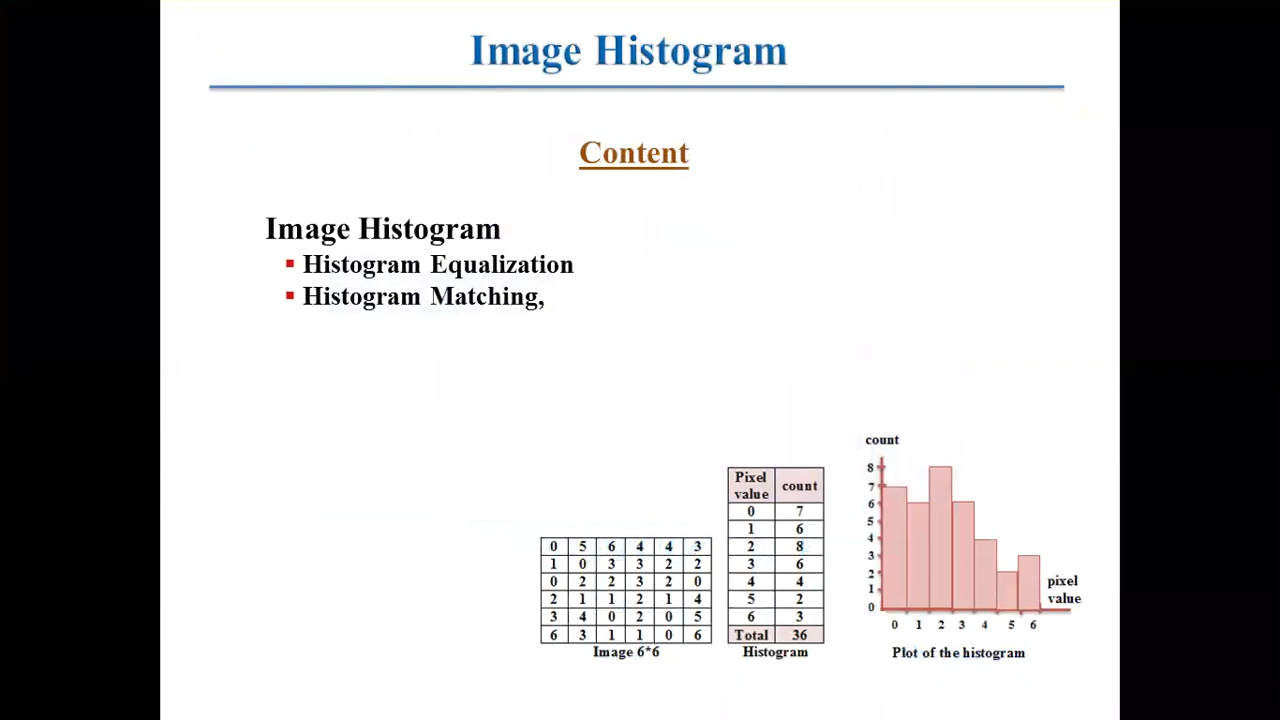 Image Histogram
Content
Image Histogram
▪ Histogram Equalization
▪ Histogram Matching,
0 5 6 4 4 3
1 0 3 3 2 2
0 2 2 3 2 0
2 1 1 2 1 4
3 4 0 2 0 5
6 3 1 1 0 6
Image 6*6
Pixel value count
0 7
1 6
2 8
3 6
4 4
5 2
6 3
Total 36
Histogram
count
8
7
6
5
4
3
2
1
0
0 1 2 3 4 5 6
pixel
value
Plot of the histogram